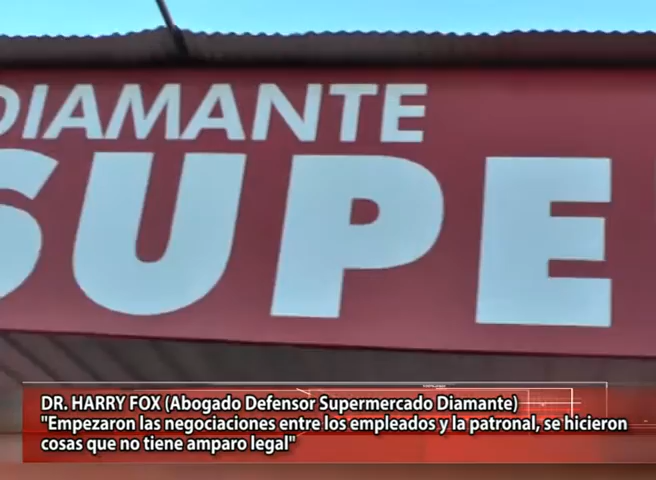 DIAMANTE
SUPE
DR. HARRY FOX (Abogado Defensor Supermercado Diamante)
"Empezaron las negociaciones entre los empleados y la patronal, se hicieron
cosas que no tiene amparo legal"